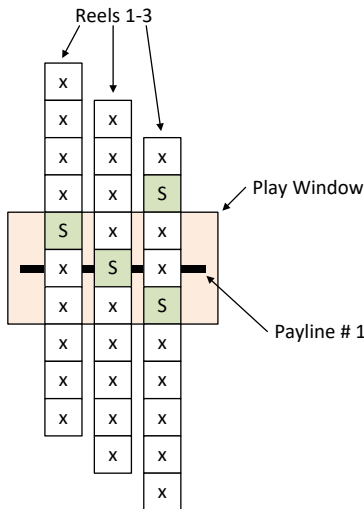 Reels 1-3
x
x x
x x x
x x S
Play Window
S x x
x S x
x x S
Payline # 1
x x x
x x x
x x x
x x
x